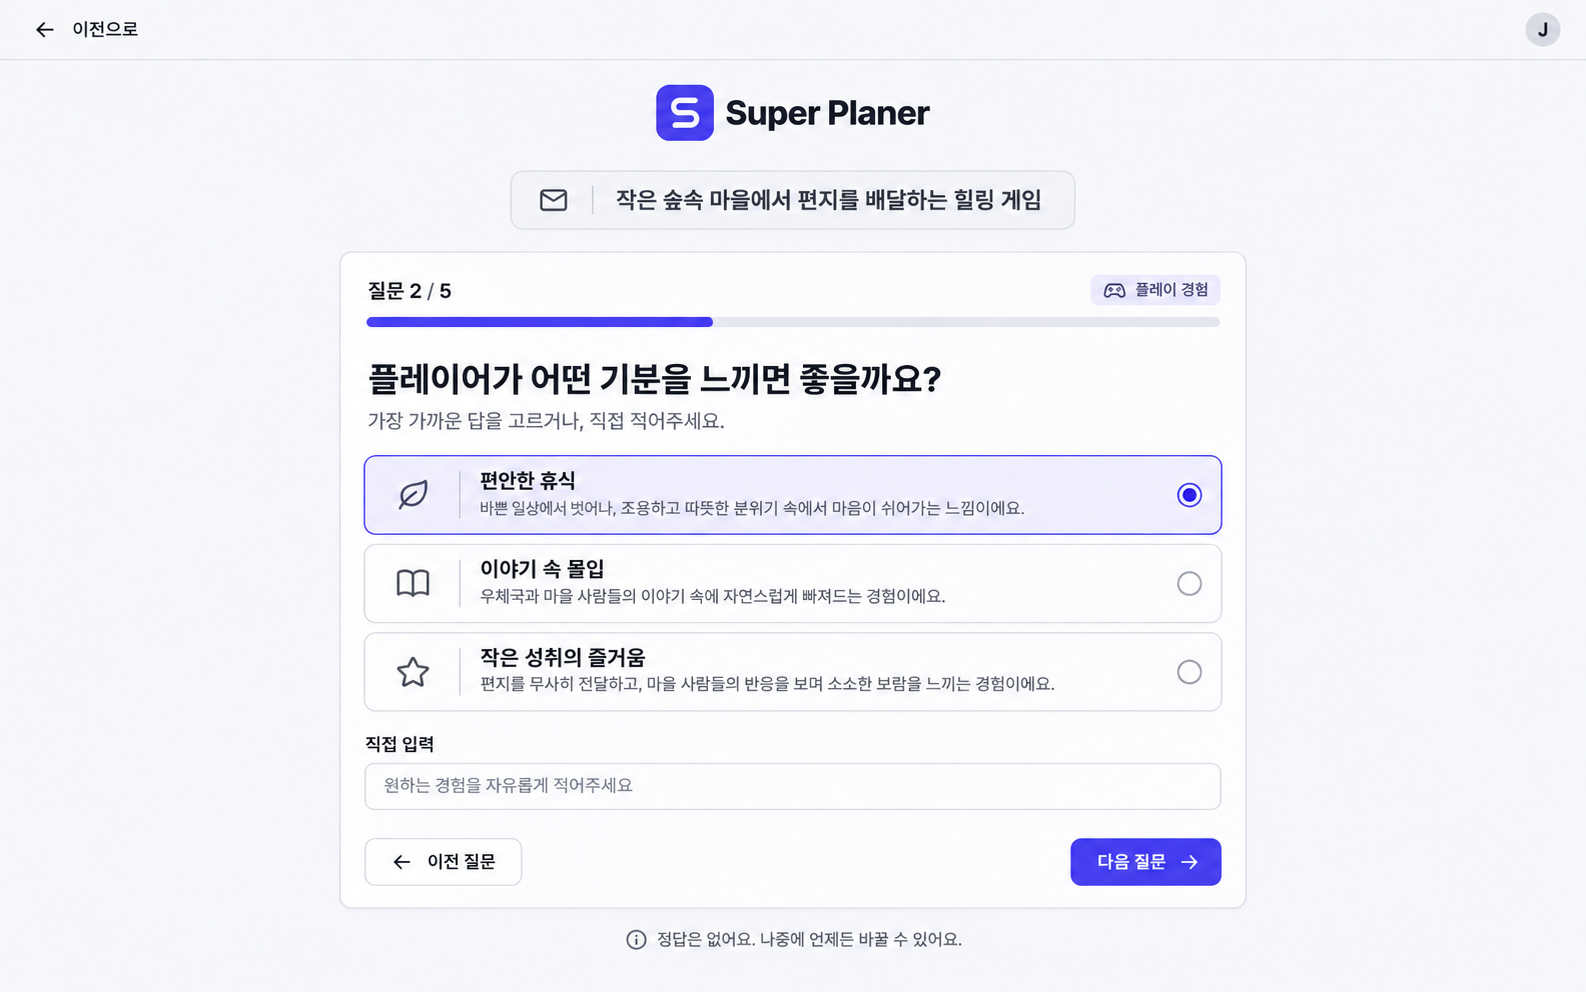 이전으로
J
S
Super Planer
작은 숲속 마을에서 편지를 배달하는 힐링 게임
질문 2 / 5
플레이 경험
플레이어가 어떤 기분을 느끼면 좋을까요?
가장 가까운 답을 고르거나, 직접 적어주세요.
편안한 휴식
바쁜 일상에서 벗어나, 조용하고 따뜻한 분위기 속에서 마음이 쉬어가는 느낌이에요.
이야기 속 몰입
우체국과 마을 사람들의 이야기 속에 자연스럽게 빠져드는 경험이에요.
작은 성취의 즐거움
편지를 무사히 전달하고, 마을 사람들의 반응을 보며 소소한 보람을 느끼는 경험이에요.
직접 입력
원하는 경험을 자유롭게 적어주세요
이전 질문
다음 질문
정답은 없어요. 나중에 언제든 바꿀 수 있어요.